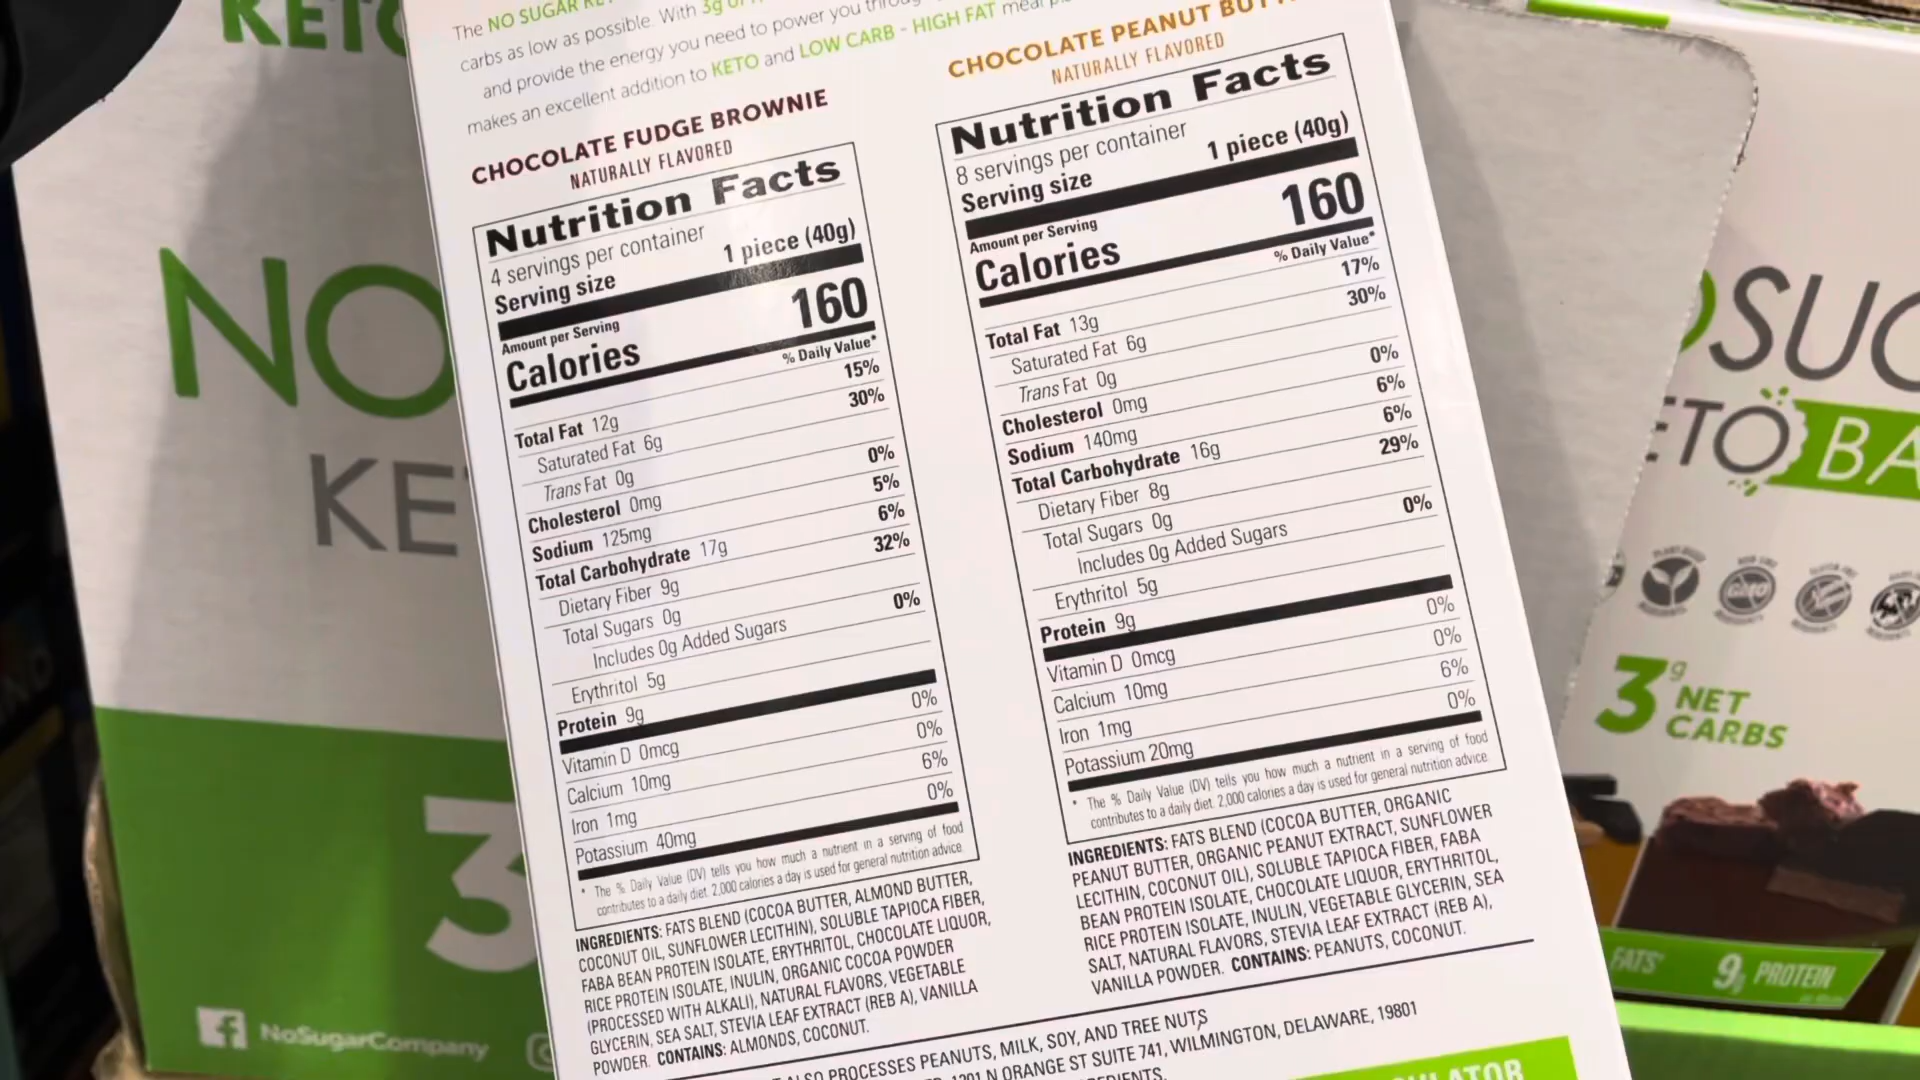 KETO
The NO SUGAR
carbs as low as possible. With 3g
and provide the energy you need to power you
makes an excellent addition to KETO and LOW CARB - HIGH FAT meal
CHOCOLATE FUDGE BROWNIE
NATURALLY FLAVORED
Nutrition Facts
4 servings per container
Serving size 1 piece (40g)
Amount per Serving
Calories 160
% Daily Value*
Total Fat 12g 15%
Saturated Fat 6g 30%
Trans Fat 0g
Cholesterol 0mg 0%
Sodium 125mg 5%
Total Carbohydrate 17g 6%
Dietary Fiber 9g 32%
Total Sugars 0g
Includes 0g Added Sugars 0%
Erythritol 5g
Protein 9g
Vitamin D 0mcg 0%
Calcium 10mg 0%
Iron 1mg 6%
Potassium 40mg 0%
* The % Daily Value (DV) tells you how much a nutrient in a serving of food
contributes to a daily diet. 2,000 calories a day is used for general nutrition advice.
INGREDIENTS: FATS BLEND (COCOA BUTTER, ALMOND BUTTER,
COCONUT OIL, SUNFLOWER LECITHIN), SOLUBLE TAPIOCA FIBER,
FABA BEAN PROTEIN ISOLATE, ERYTHRITOL, CHOCOLATE LIQUOR,
RICE PROTEIN ISOLATE, INULIN, ORGANIC COCOA POWDER
(PROCESSED WITH ALKALI), NATURAL FLAVORS, VEGETABLE
GLYCERIN, SEA SALT, STEVIA LEAF EXTRACT (REB A), VANILLA
POWDER. CONTAINS: ALMONDS, COCONUT.
CHOCOLATE PEANUT
NATURALLY FLAVORED
Nutrition Facts
8 servings per container
Serving size 1 piece (40g)
Amount per Serving
Calories 160
% Daily Value*
Total Fat 13g 17%
Saturated Fat 6g 30%
Trans Fat 0g
Cholesterol 0mg 0%
Sodium 140mg 6%
Total Carbohydrate 16g 6%
Dietary Fiber 8g 29%
Total Sugars 0g
Includes 0g Added Sugars 0%
Erythritol 5g
Protein 9g
Vitamin D 0mcg 0%
Calcium 10mg 0%
Iron 1mg 6%
Potassium 20mg 0%
* The % Daily Value (DV) tells you how much a nutrient in a serving of food
contributes to a daily diet. 2,000 calories a day is used for general nutrition advice.
INGREDIENTS: FATS BLEND (COCOA BUTTER, ORGANIC
PEANUT BUTTER, ORGANIC PEANUT EXTRACT, SUNFLOWER
LECITHIN, COCONUT OIL), SOLUBLE TAPIOCA FIBER, FABA
BEAN PROTEIN ISOLATE, CHOCOLATE LIQUOR, ERYTHRITOL,
RICE PROTEIN ISOLATE, INULIN, VEGETABLE GLYCERIN, SEA
SALT, NATURAL FLAVORS, STEVIA LEAF EXTRACT (REB A),
VANILLA POWDER. CONTAINS: PEANUTS, COCONUT.
ALSO PROCESSES PEANUTS, MILK, SOY, AND TREE NUTS
1201 N ORANGE ST SUITE 741, WILMINGTON, DELAWARE, 19801
NO
KE
3
NoSugarCompany
3g NET
CARBS
FATS
9g PROTEIN